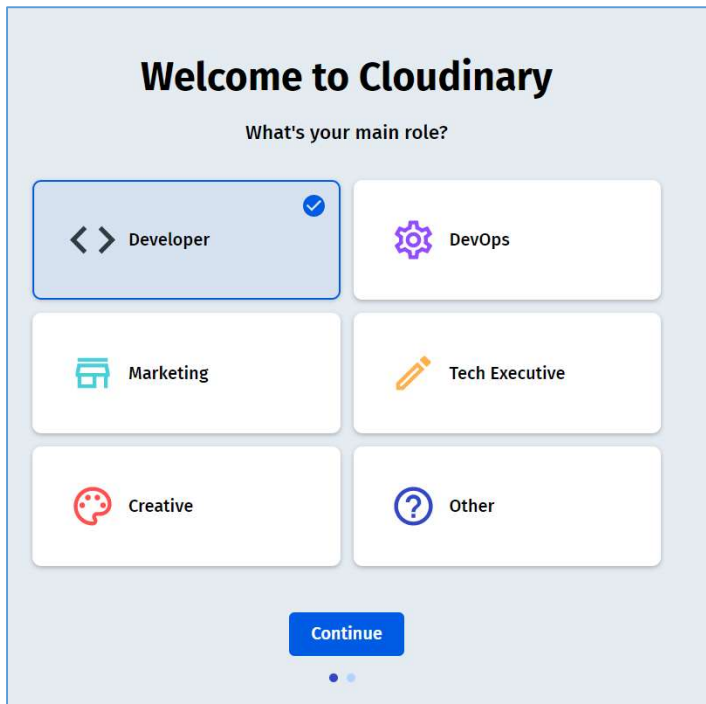 Welcome to Cloudinary
What's your main role?
Developer
DevOps
Marketing
Tech Executive
Creative
Other
Continue